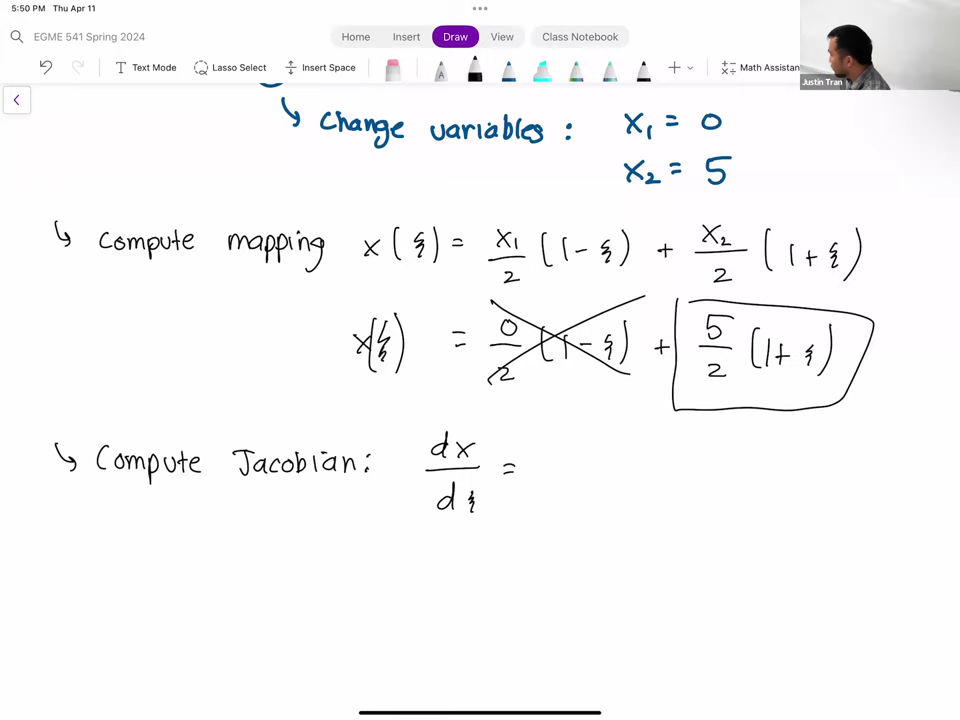 5:50 PM Thu Apr 11
EGME 541 Spring 2024
Home Insert Draw View Class Notebook
Text Mode Lasso Select Insert Space A Math Assistan
Justin Tran
↳ Change variables : x₁ = 0
x₂ = 5
↳ Compute mapping x(ξ) = x₁/2 (1 - ξ) + x₂/2 (1 + ξ)
x(ξ) = 0/2 (1 - ξ) + 5/2 (1 + ξ)
↳ Compute Jacobian: dx/dξ =